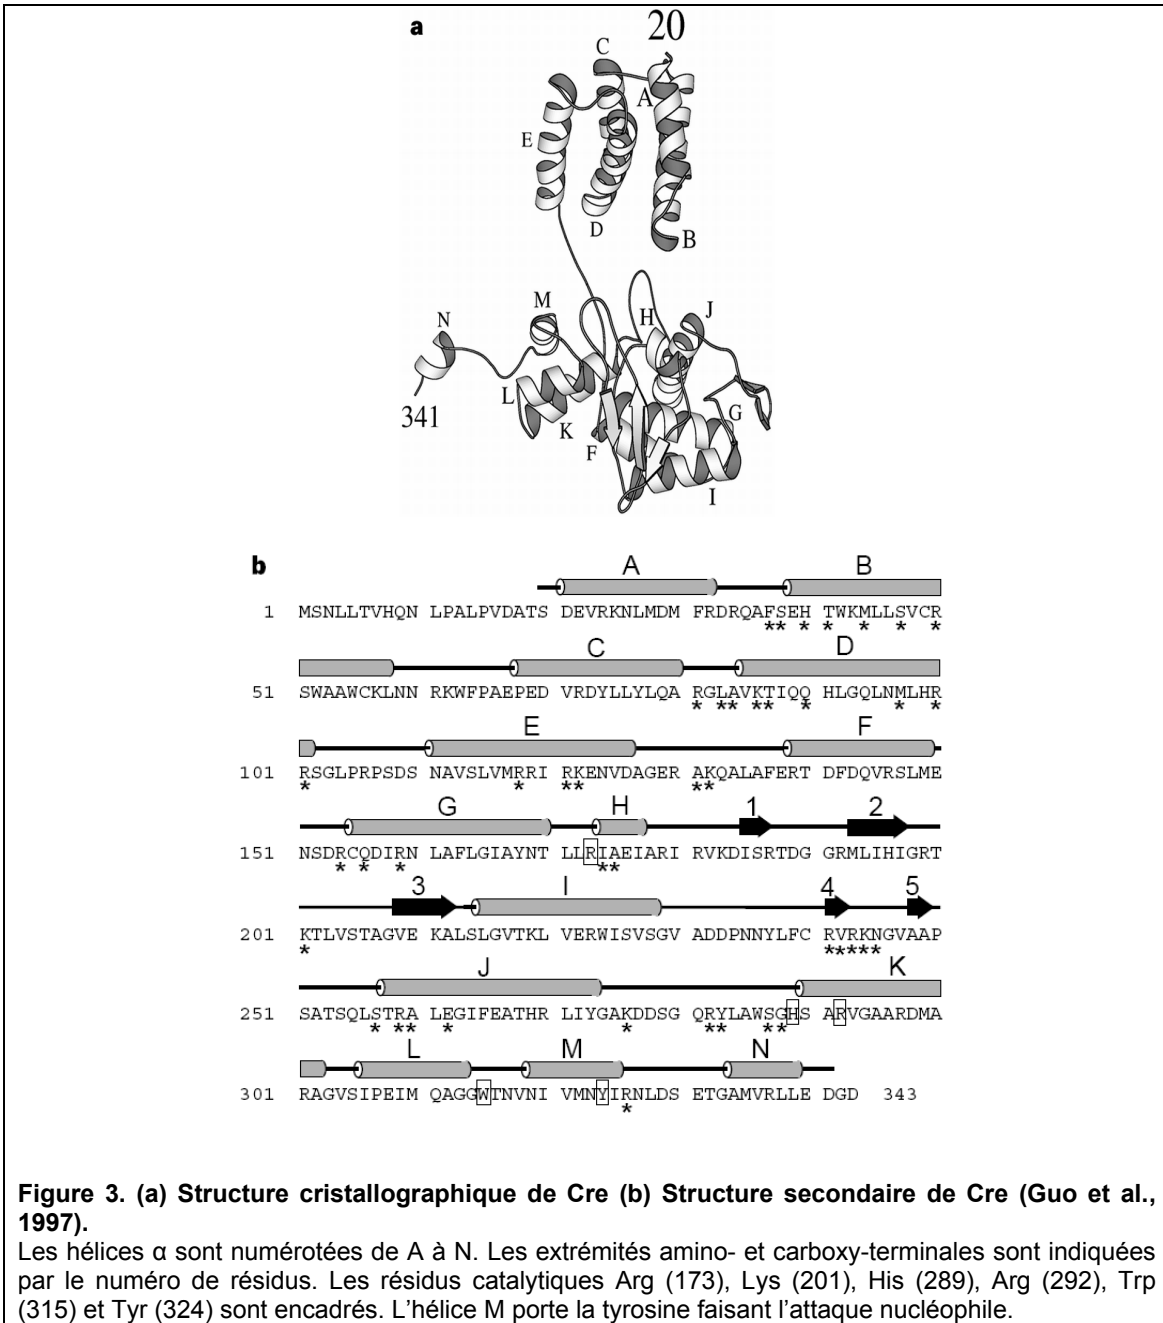 a
20
C
A
E
D
B
M
H
J
N
L
G
341
K
F
I
b
A B
1 MSNLLTVHQN LPALPVDATS DEVRKNLMDM FRDRQAFSEH TWKMLLSVCR
** * * * * *
C D
51 SWAAWCKLNN RKWFPAEPED VRDYLLYLQA RGLAVKTIQQ HLGQLNMLHR
* ** ** * * *
E F
101 RSGLPRPSDS NAVSLVMRRI RKENVDAGER AKQALAFERT DFDQVRSLME
* * ** **
G H 1 2
151 NSDRCQDIRN LAFLGIAYNT LLRIAEIARI RVKDISRTDG GRMLIHIGRT
* * * **
3 I 4 5
201 KTLVSTAGVE KALSLGVTKL VERWISVSGV ADDPNNYLFC RVRKNGVAAP
* *****
J K
251 SATSQLSTRA LEGIFEATHR LIYGAKDDSG QRYLAWSGHS ARVGAARDMA
* ** * * ** **
L M N
301 RAGVSIPEIM QAGGWTNVNI VMNYIRNLDS ETGAMVRLLE DGD 343
*
Figure 3. (a) Structure cristallographique de Cre (b) Structure secondaire de Cre (Guo et al.,
1997).
Les hélices α sont numérotées de A à N. Les extrémités amino- et carboxy-terminales sont indiquées
par le numéro de résidus. Les résidus catalytiques Arg (173), Lys (201), His (289), Arg (292), Trp
(315) et Tyr (324) sont encadrés. L'hélice M porte la tyrosine faisant l'attaque nucléophile.